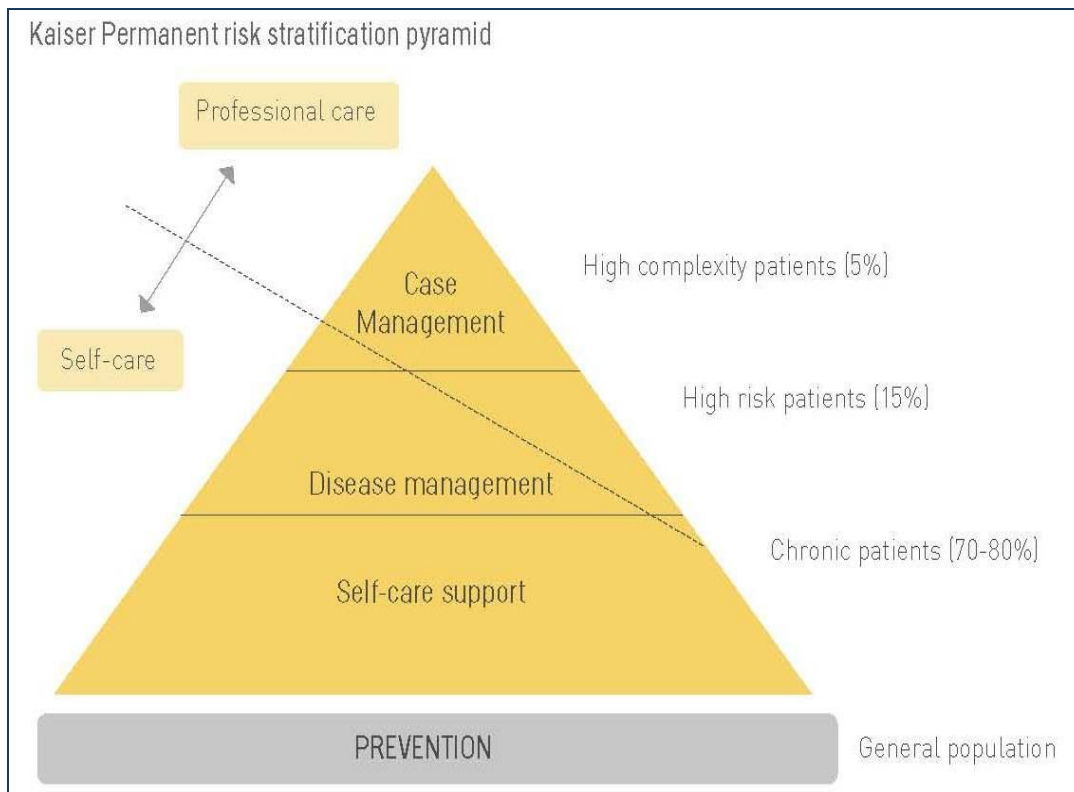 Kaiser Permanent risk stratification pyramid
Professional care
Self-care
Case
Management
High complexity patients (5%)
High risk patients (15%)
Disease management
Chronic patients (70-80%)
Self-care support
PREVENTION
General population